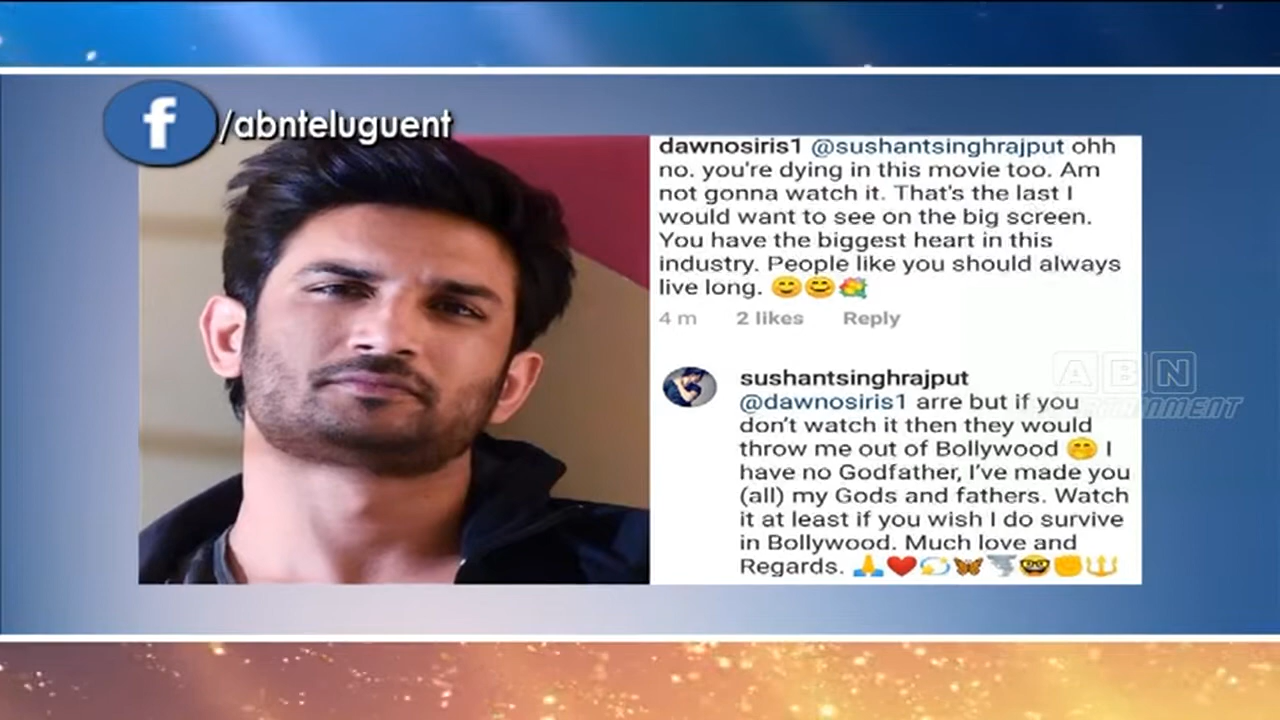 f /abnteluguent
dawnosiris1 @sushantsinghrajput ohh
no. you're dying in this movie too. Am
not gonna watch it. That's the last I
would want to see on the big screen.
You have the biggest heart in this
industry. People like you should always
live long. 😊😄💐
4 m 2 likes Reply
sushantsinghrajput
@dawnosiris1 arre but if you
don't watch it then they would
throw me out of Bollywood 🤭 I
have no Godfather, I've made you
(all) my Gods and fathers. Watch
it at least if you wish I do survive
in Bollywood. Much love and
Regards. 🙏❤️💫🦋🌪️🤓✊🔱
ABN
ENTERTAINMENT